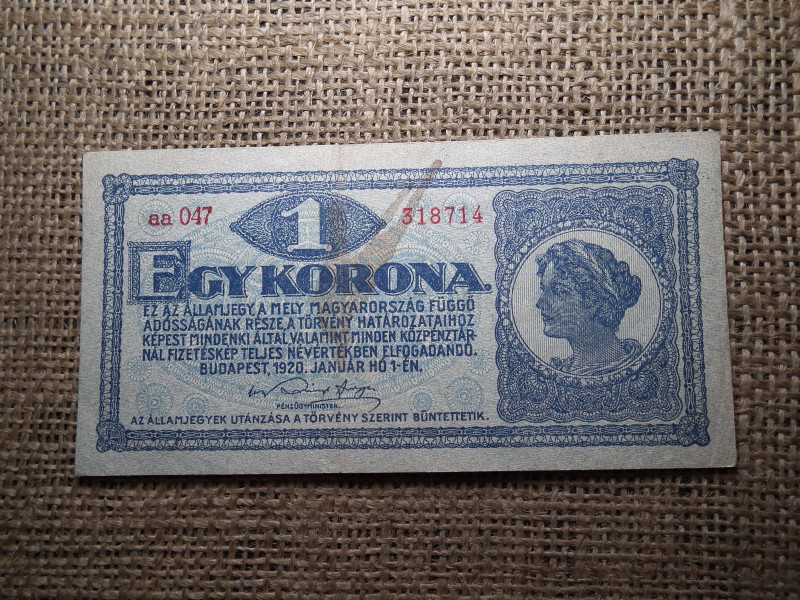 aa 047 1 318714
EGY KORONA.
EZ AZ ÁLLAMJEGY, A MELY MAGYARORSZÁG FÜGGŐ
ADÓSSÁGÁNAK RÉSZE, A TÖRVÉNY HATÁROZATAIHOZ
KÉPEST MINDENKI ÁLTAL VALAMINT MINDEN KÖZPÉNZTÁR-
NÁL FIZETÉSKÉP TELJES NÉVÉRTÉKBEN ELFOGADANDÓ.
BUDAPEST, 1920. JANUÁR HÓ 1-ÉN.
PÉNZÜGYMINISTER.
AZ ÁLLAMJEGYEK UTÁNZÁSA A TÖRVÉNY SZERINT BÜNTETTETIK.